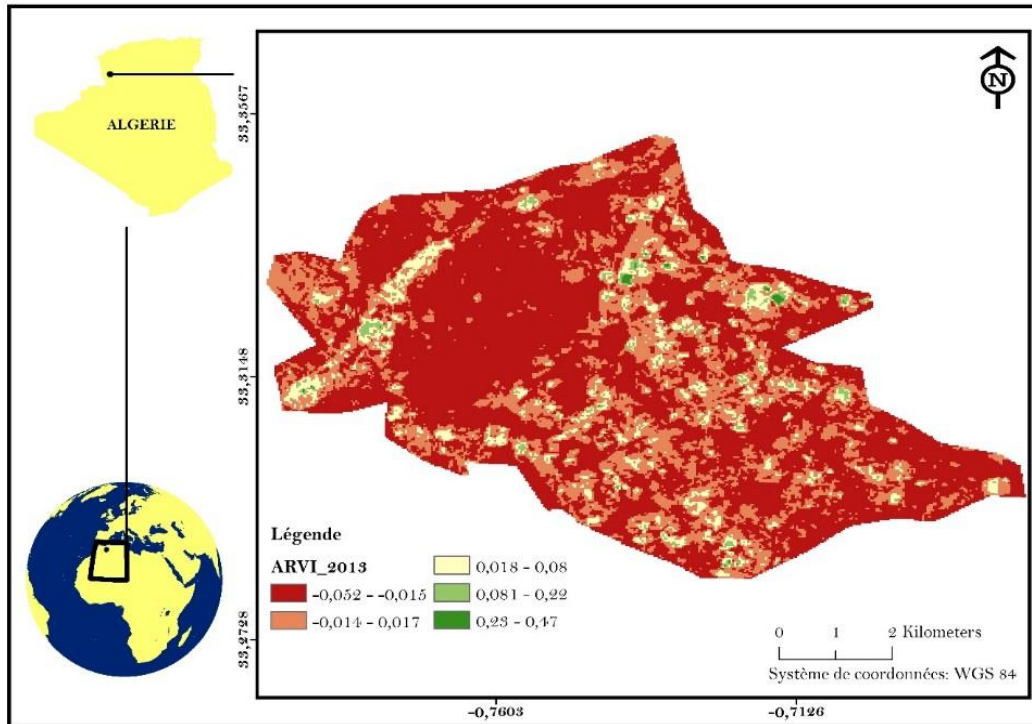 ALGERIE
N
33,3567
33,3148
33,2728
Légende
ARVI_2013
-0,052 - -0,015
-0,014 - 0,017
0,018 - 0,08
0,081 - 0,22
0,23 - 0,47
0 1 2 Kilometers
Système de coordonnées: WGS 84
-0,7603 -0,7126